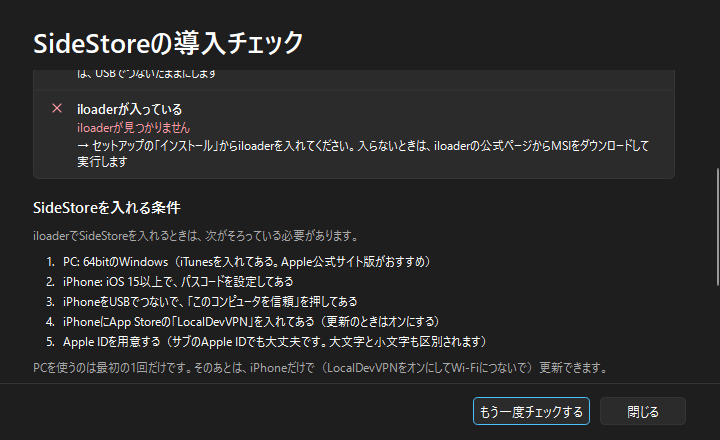 SideStoreの導入チェック
は、USBでつないだままにします
× iloaderが入っている
iloaderが見つかりません
→ セットアップの「インストール」からiloaderを入れてください。入らないときは、iloaderの公式ページからMSIをダウンロードして
実行します
SideStoreを入れる条件
iloaderでSideStoreを入れるときは、次がそろっている必要があります。
1. PC: 64bitのWindows（iTunesを入れてある。Apple公式サイト版がおすすめ）
2. iPhone: iOS 15以上で、パスコードを設定してある
3. iPhoneをUSBでつないで、「このコンピュータを信頼」を押してある
4. iPhoneにApp Storeの「LocalDevVPN」を入れてある（更新のときはオンにする）
5. Apple IDを用意する（サブのApple IDでも大丈夫です。大文字と小文字も区別されます）
PCを使うのは最初の1回だけです。そのあとは、iPhoneだけで（LocalDevVPNをオンにしてWi-Fiにつないで）更新できます。
もう一度チェックする
閉じる